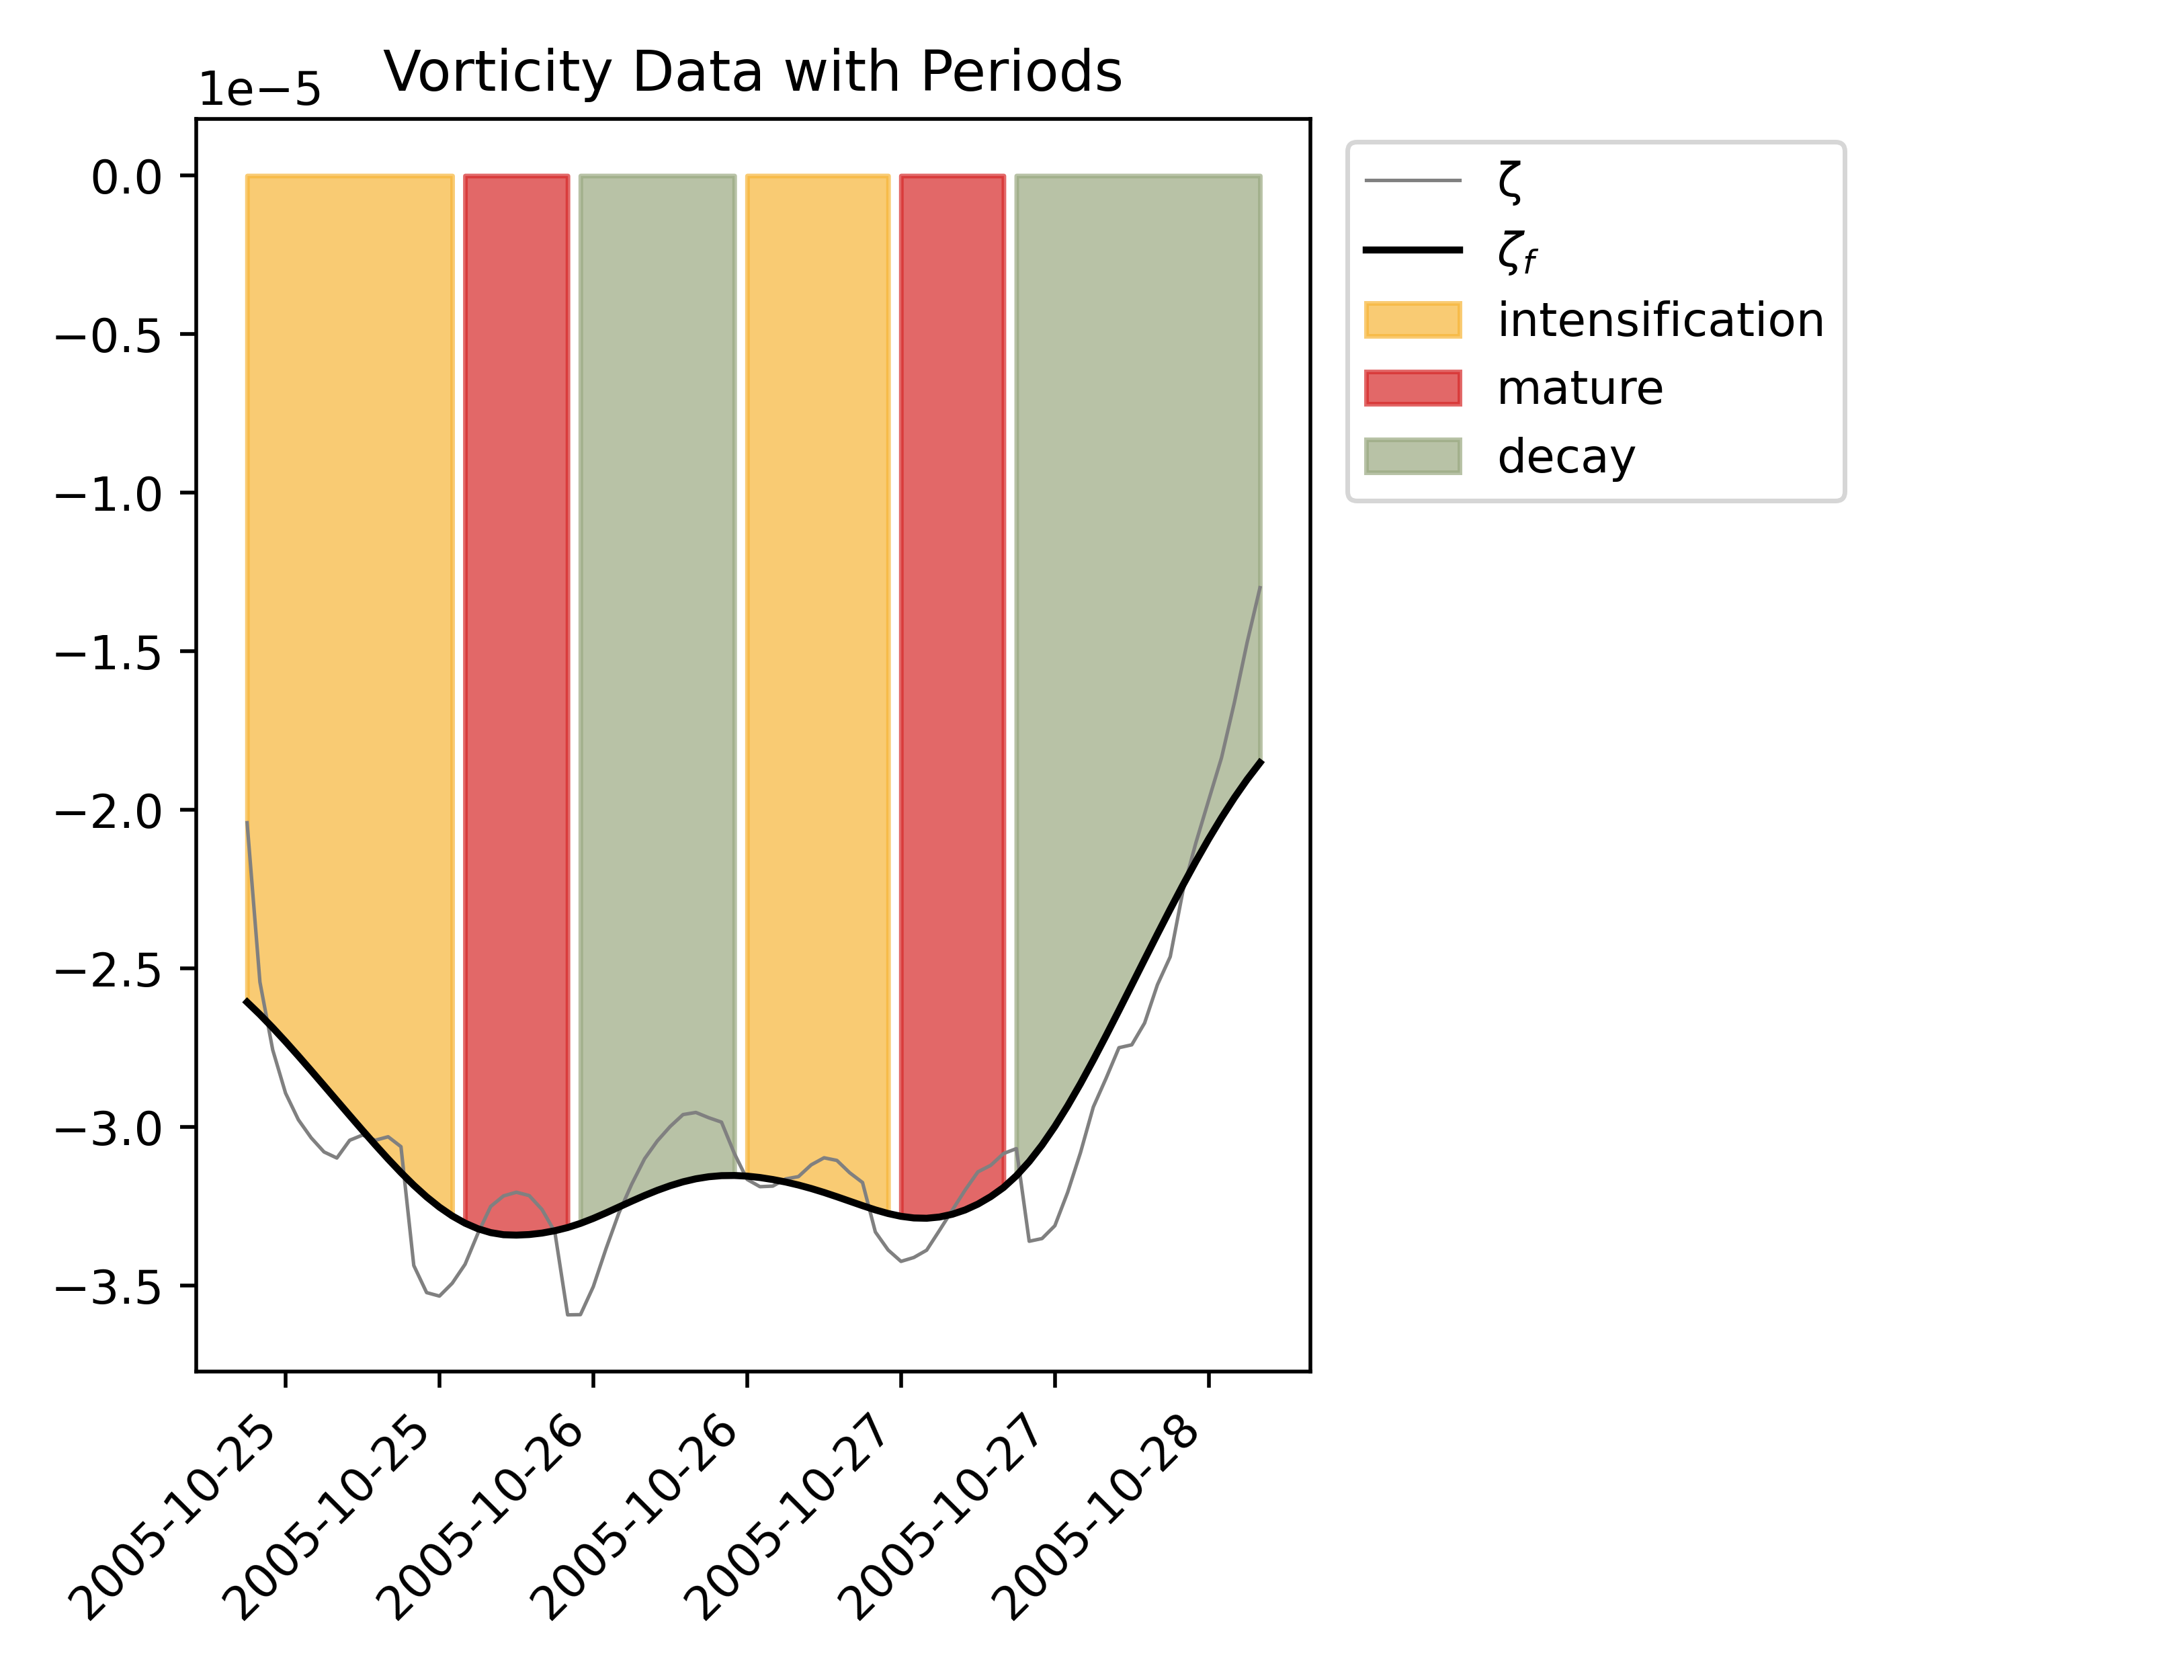 Vorticity Data with Periods
1e−5
0.0
−0.5
−1.0
−1.5
−2.0
−2.5
−3.0
−3.5
2005-10-25
2005-10-25
2005-10-26
2005-10-26
2005-10-27
2005-10-27
2005-10-28
ζ
ζf
intensification
mature
decay